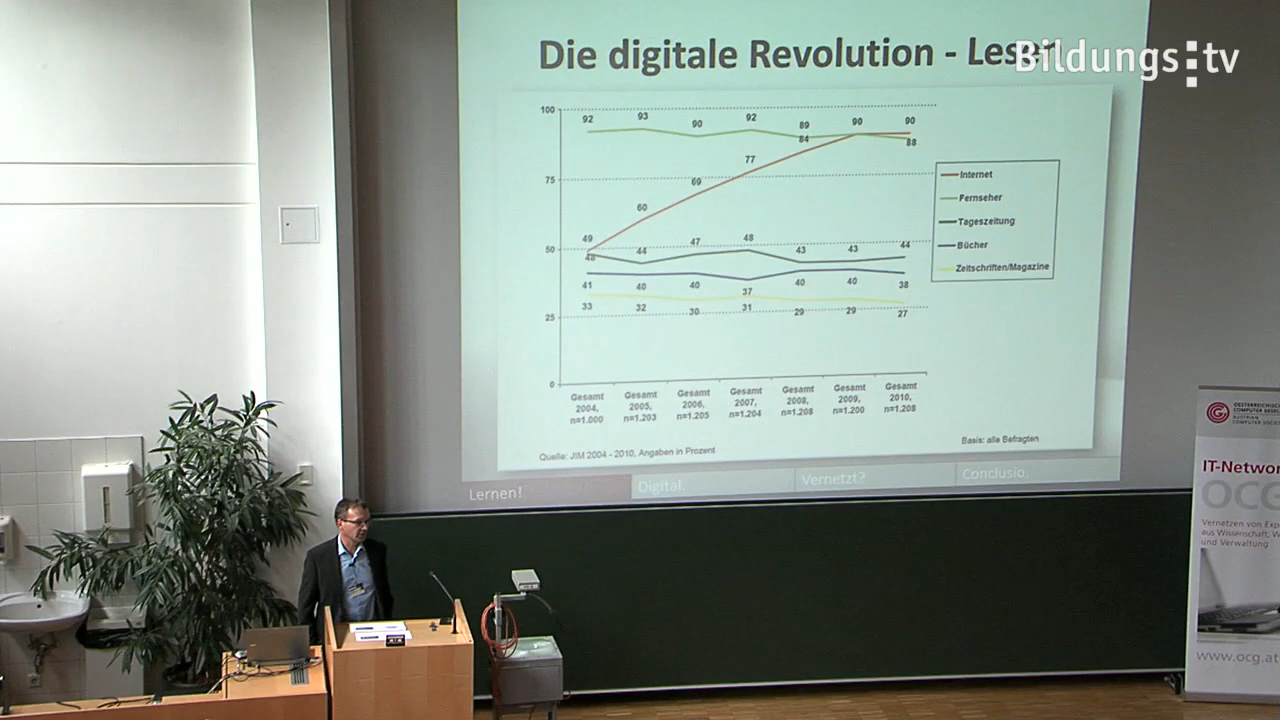 Die digitale Revolution - Lesen
Bildungs:tv
100
75
50
25
0
92 93 90 92 89 90 90
49 60 69 77 84 88
48 44 47 48 43 43 44
41 40 40 37 40 40 38
33 32 30 31 29 29 27
Internet
Fernseher
Tageszeitung
Bücher
Zeitschriften/Magazine
Gesamt 2004, n=1.000
Gesamt 2005, n=1.203
Gesamt 2006, n=1.205
Gesamt 2007, n=1.204
Gesamt 2008, n=1.208
Gesamt 2009, n=1.200
Gesamt 2010, n=1.208
Basis: alle Befragten
Quelle: JIM 2004 - 2010, Angaben in Prozent
Lernen! Digital. Vernetzt? Conclusio.
COMPUTER
AUSTRIAN
COMPUTER
IT-Networ
OCG
Vernetzen von
aus Wissenschaft,
und Verwaltung
www.ocg.at